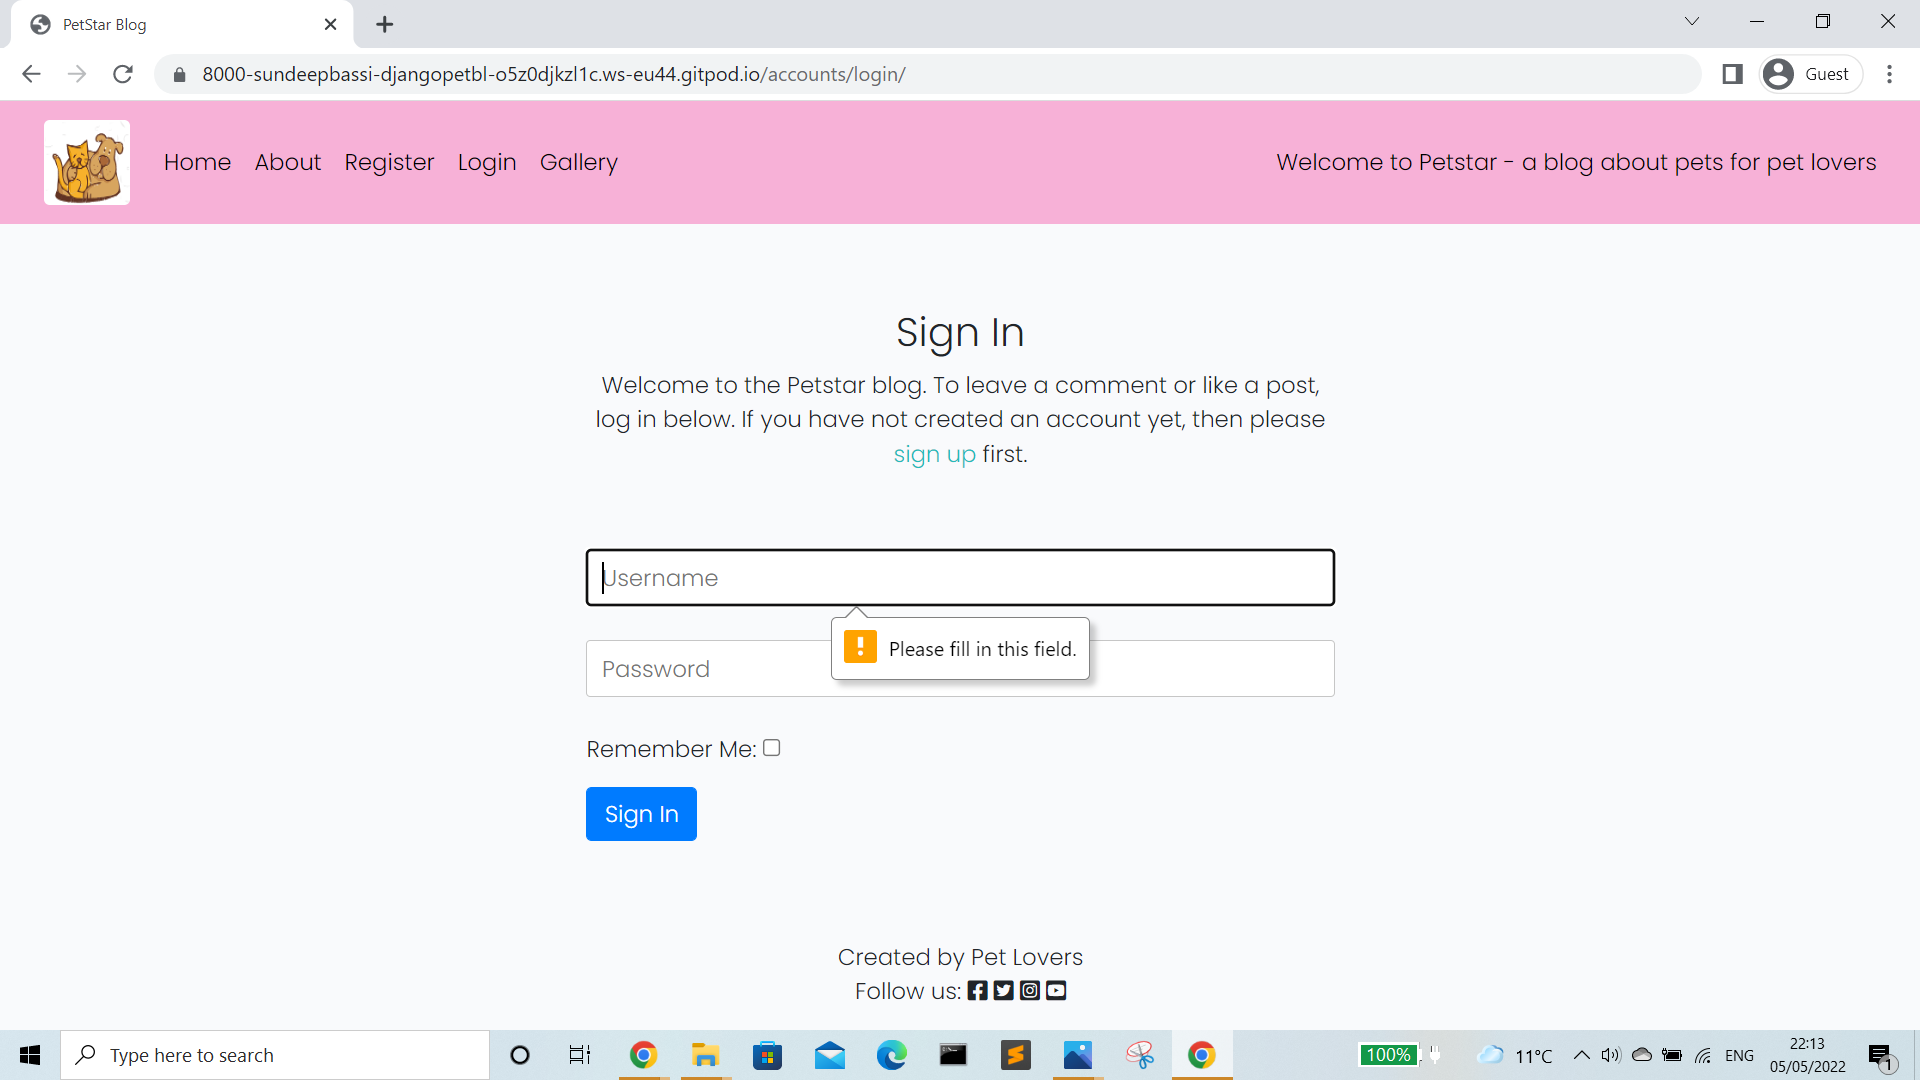 PetStar Blog
8000-sundeepbassi-djangopetbl-o5z0djkzl1c.ws-eu44.gitpod.io/accounts/login/
Guest
Home About Register Login Gallery
Welcome to Petstar - a blog about pets for pet lovers
Sign In
Welcome to the Petstar blog. To leave a comment or like a post,
log in below. If you have not created an account yet, then please
sign up first.
Username
Please fill in this field.
Password
Remember Me:
Sign In
Created by Pet Lovers
Follow us:
Type here to search
100%
11°C
ENG
22:13
05/05/2022
1